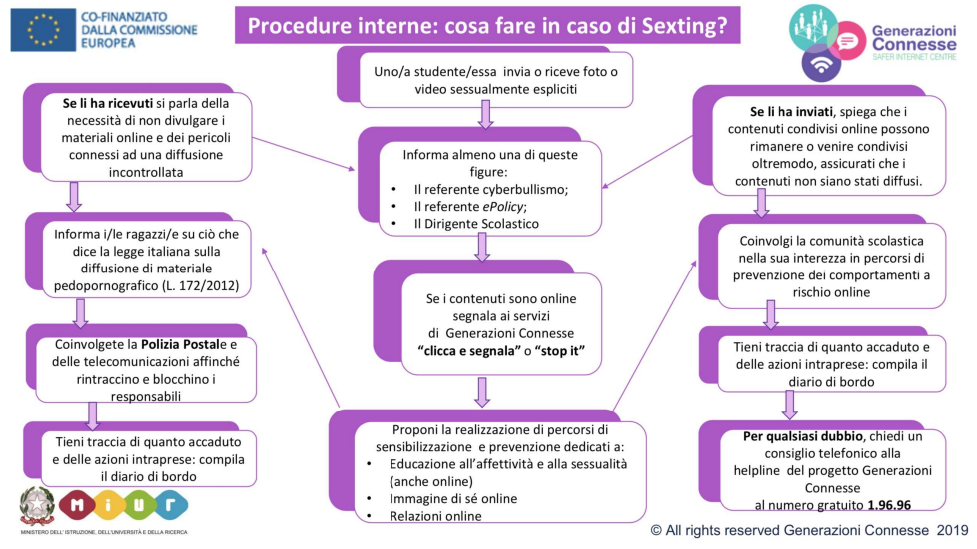 CO-FINANZIATO
DALLA COMMISSIONE
EUROPEA
Procedure interne: cosa fare in caso di Sexting?
Generazioni
Connesse
SAFER INTERNET CENTRE
Se li ha ricevuti si parla della
necessità di non divulgare i
materiali online e dei pericoli
connessi ad una diffusione
incontrollata
Informa i/le ragazzi/e su ciò che
dice la legge italiana sulla
diffusione di materiale
pedopornografico (L. 172/2012)
Coinvolgete la Polizia Postale e
delle telecomunicazioni affinché
rintraccino e blocchino i
responsabili
Tieni traccia di quanto accaduto
e delle azioni intraprese: compila
il diario di bordo
Uno/a studente/essa invia o riceve foto o
video sessualmente espliciti
Informa almeno una di queste
figure:
• Il referente cyberbullismo;
• Il referente ePolicy;
• Il Dirigente Scolastico
Se i contenuti sono online
segnala ai servizi
di Generazioni Connesse
“clicca e segnala” o “stop it”
Proponi la realizzazione di percorsi di
sensibilizzazione e prevenzione dedicati a:
• Educazione all’affettività e alla sessualità
(anche online)
• Immagine di sé online
• Relazioni online
Se li ha inviati, spiega che i
contenuti condivisi online possono
rimanere o venire condivisi
oltremodo, assicurati che i
contenuti non siano stati diffusi.
Coinvolgi la comunità scolastica
nella sua interezza in percorsi di
prevenzione dei comportamenti a
rischio online
Tieni traccia di quanto accaduto e
delle azioni intraprese: compila il
diario di bordo
Per qualsiasi dubbio, chiedi un
consiglio telefonico alla
helpline del progetto Generazioni
Connesse
al numero gratuito 1.96.96
miur
MINISTERO DELL' ISTRUZIONE, DELL'UNIVERSITÀ E DELLA RICERCA
© All rights reserved Generazioni Connesse 2019